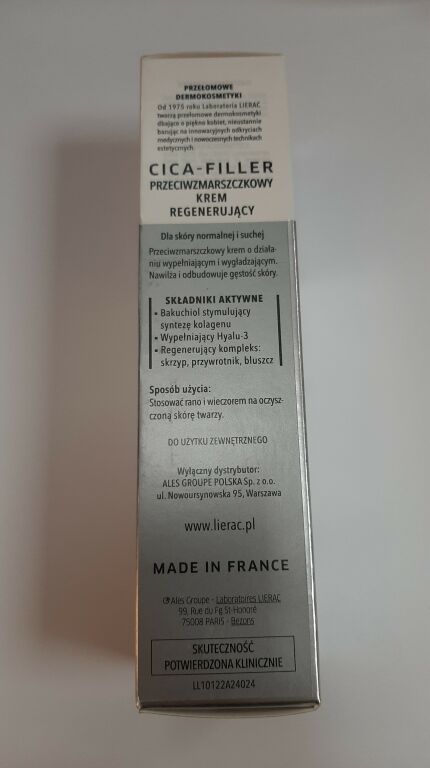 PRZEŁOMOWE
DERMOKOSMETYKI
Od 1975 roku Laboratoria LIERAC
tworzą przełomowe dermokosmetyki
dbające o piękno kobiet, nieustannie
bazując na innowacyjnych odkryciach
medycznych i nowoczesnych technikach
estetycznych.
CICA-FILLER
PRZECIWZMARSZCZKOWY
KREM
REGENERUJĄCY
Dla skóry normalnej i suchej
Przeciwzmarszczkowy krem o działa-
niu wypełniającym i wygładzającym.
Nawilża i odbudowuje gęstość skóry.
SKŁADNIKI AKTYWNE
▪ Bakuchiol stymulujący
syntezę kolagenu
▪ Wypełniający Hyalu-3
▪ Regenerujący kompleks:
skrzyp, przywrotnik, bluszcz
Sposób użycia:
Stosować rano i wieczorem na oczysz-
czoną skórę twarzy.
DO UŻYTKU ZEWNĘTRZNEGO
Wyłączny dystrybutor:
ALES GROUPE POLSKA Sp. z o.o.
ul. Nowoursynowska 95, Warszawa
www.lierac.pl
MADE IN FRANCE
Ales Groupe - Laboratoires LIERAC
99, Rue du Fg St-Honoré
75008 PARIS - Bezons
SKUTECZNOŚĆ
POTWIERDZONA KLINICZNIE
LL10122A24024